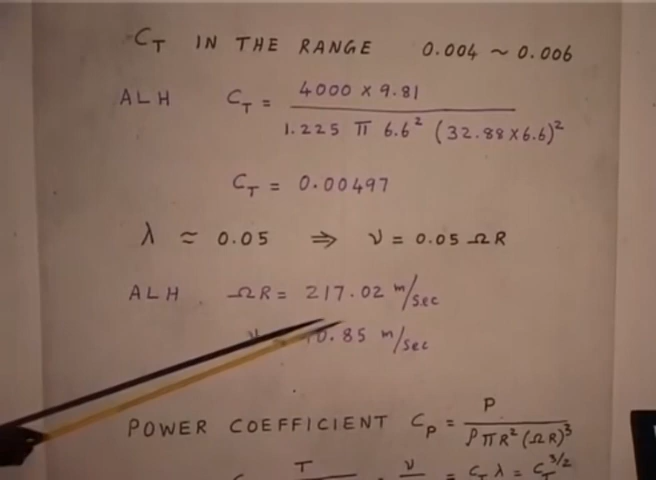 C_T IN THE RANGE 0.004 ~ 0.006
ALH C_T = 4000 × 9.81 / 1.225 π 6.6² (32.88×6.6)²
C_T = 0.00497
λ ≈ 0.05 ⇒ ν = 0.05 ΩR
ALH ΩR = 217.02 m/sec
10.85 m/sec
POWER COEFFICIENT C_P = P / ρπR²(ΩR)³
T ν = C_T λ = C_T^3/2